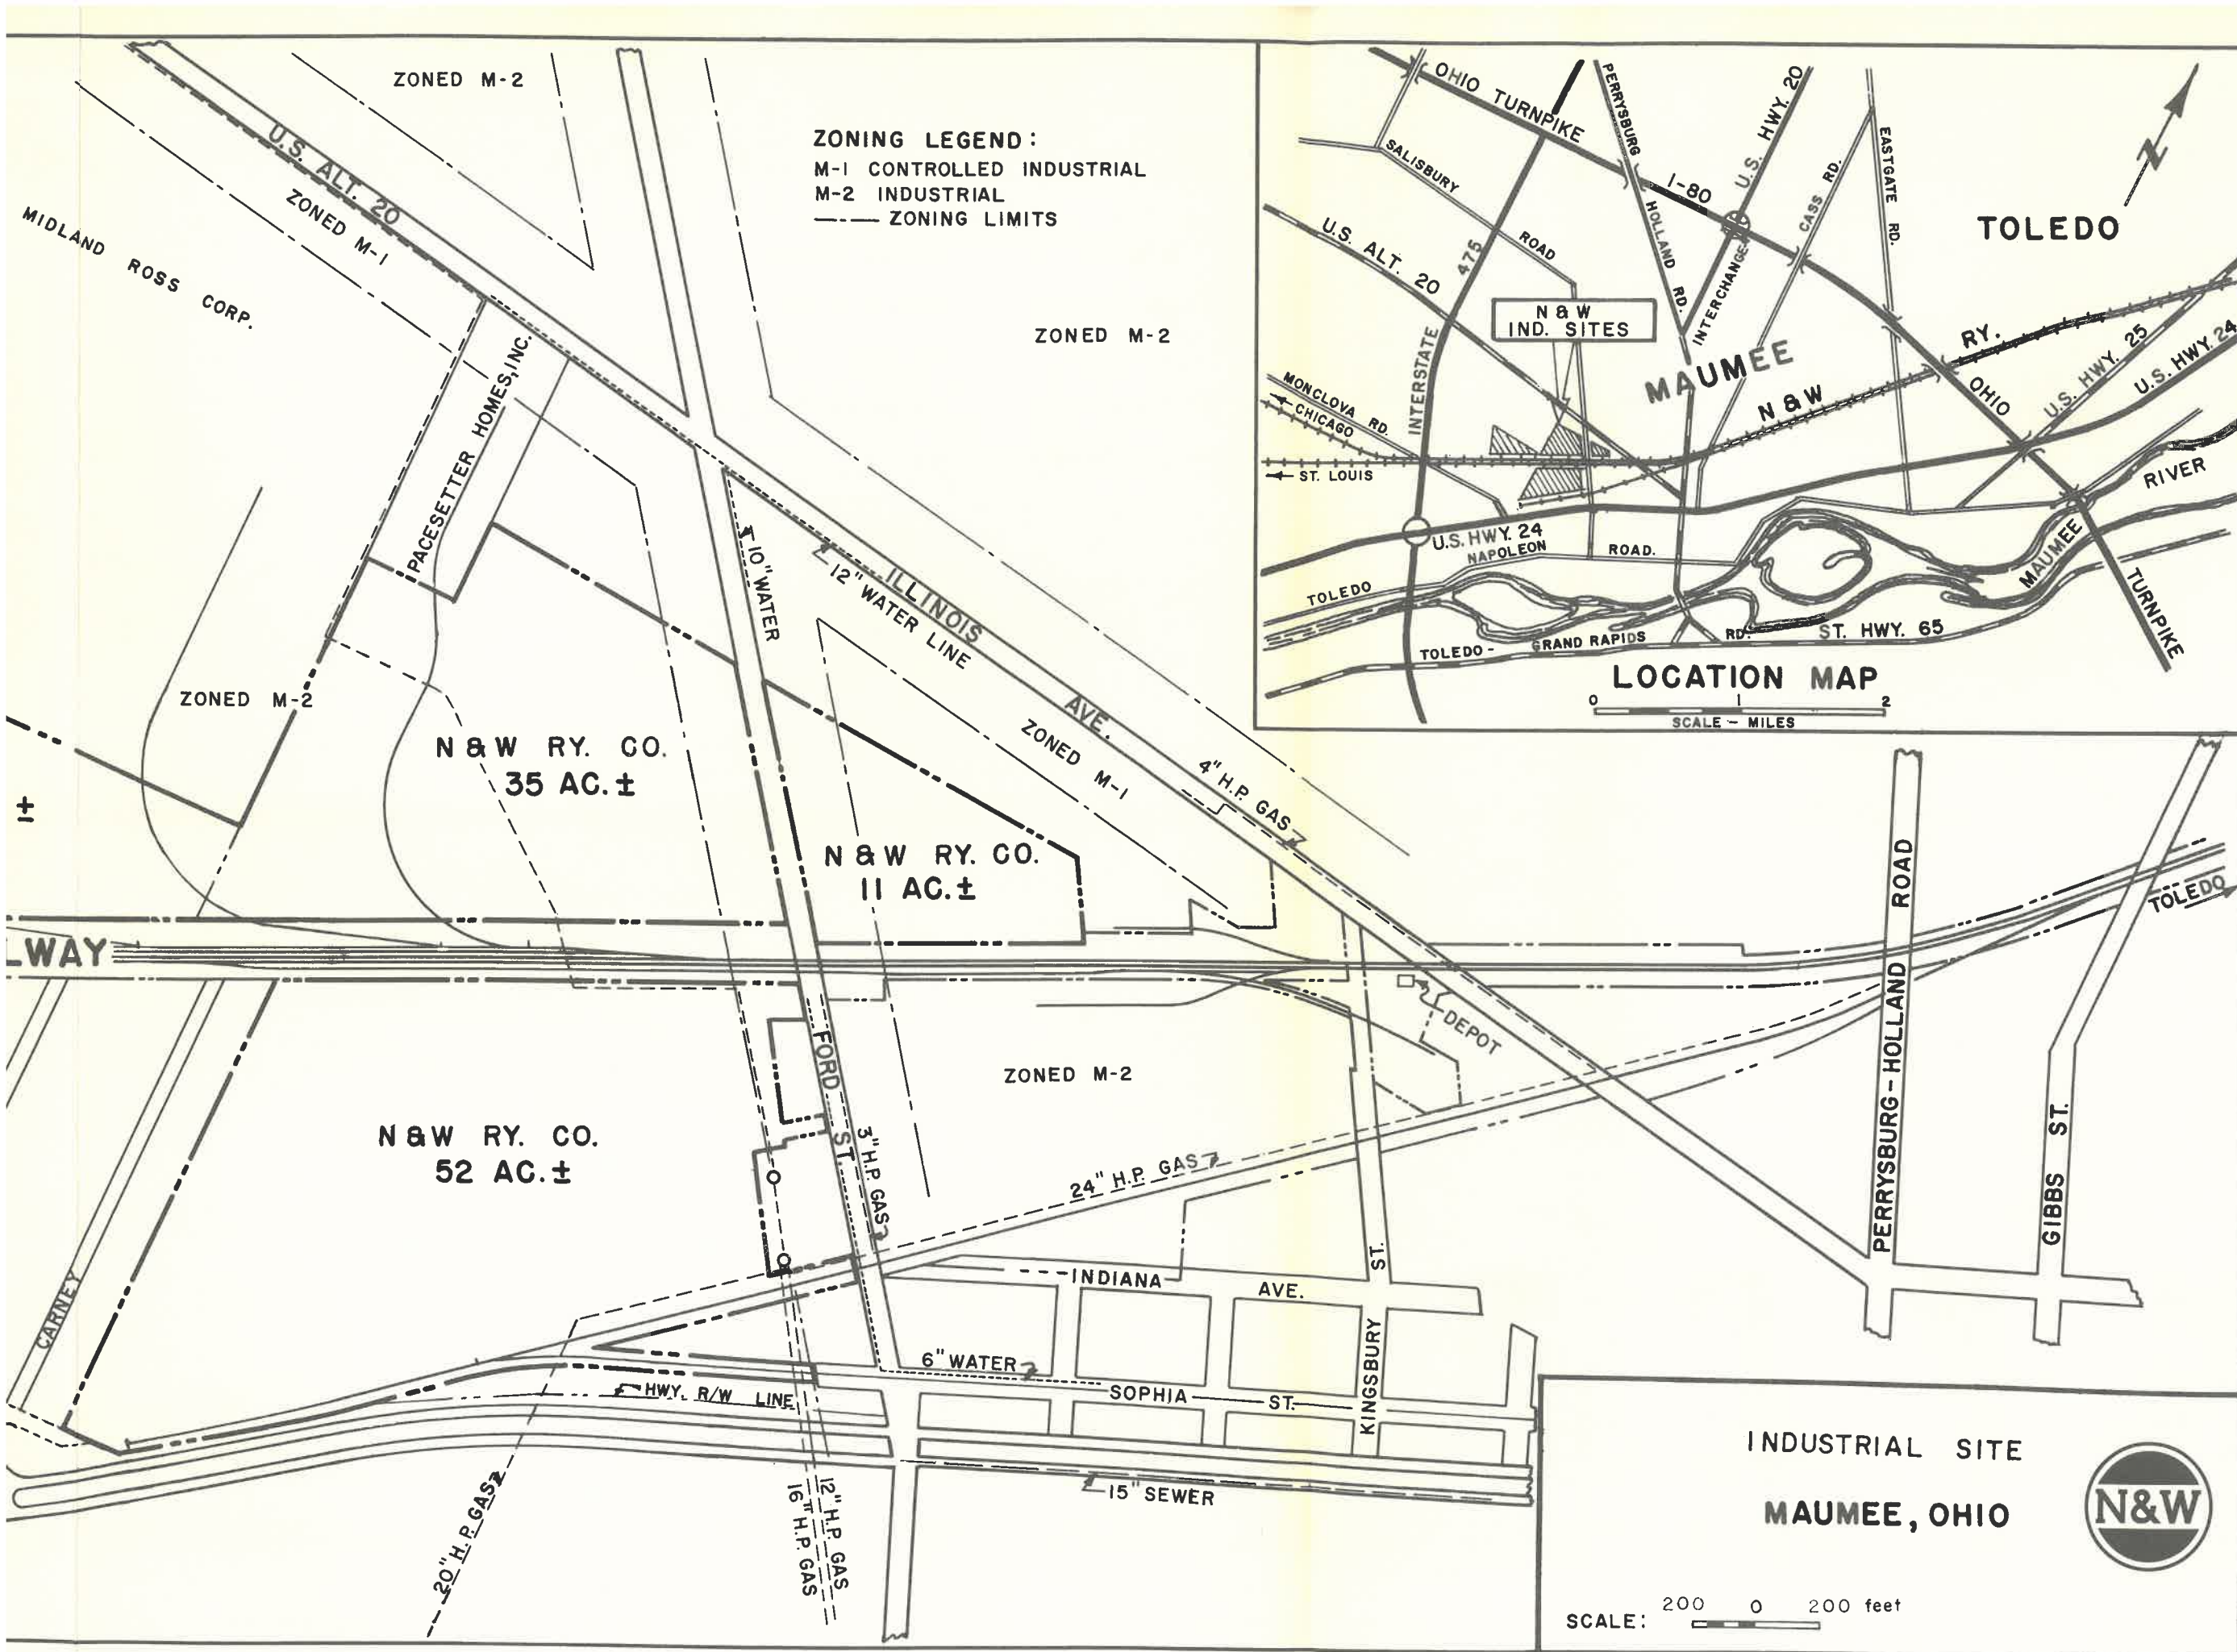 ZONED M-2
ZONING LEGEND:
M-1 CONTROLLED INDUSTRIAL
M-2 INDUSTRIAL
ZONING LIMITS
U.S. ALT. 20
ZONED M-1
MIDLAND ROSS CORP.
PACESETTER HOMES, INC.
ZONED M-2
10" WATER
12" WATER LINE
ILLINOIS AVE.
ZONED M-1
4" H.P. GAS
ZONED M-2
N & W RY. CO.
35 AC. ±
±
N & W RY. CO.
11 AC. ±
LWAY
FORD ST.
3" H.P. GAS
ZONED M-2
DEPOT
N & W RY. CO.
52 AC. ±
24" H.P. GAS
CARNEY
INDIANA AVE.
KINGSBURY ST.
6" WATER
SOPHIA ST.
HWY. R/W LINE
15" SEWER
20" H.P. GAS
16" H.P. GAS
12" H.P. GAS
PERRYSBURG-HOLLAND ROAD
GIBBS ST.
TOLEDO
OHIO TURNPIKE
PERRYSBURG HOLLAND RD.
U.S. HWY. 20
I-80
INTERCHANGE
CASS RD.
EASTGATE RD.
N
TOLEDO
SALISBURY ROAD
U.S. ALT. 20
INTERSTATE 475
N & W
IND. SITES
MAUMEE
N & W RY.
OHIO TURNPIKE
U.S. HWY. 25
U.S. HWY. 24
MONCLOVA RD.
CHICAGO
ST. LOUIS
U.S. HWY. 24
TOLEDO NAPOLEON ROAD.
MAUMEE RIVER
TOLEDO - GRAND RAPIDS RD.
ST. HWY. 65
LOCATION MAP
0 1 2
SCALE - MILES
INDUSTRIAL SITE
MAUMEE, OHIO
N&W
SCALE: 200 0 200 feet